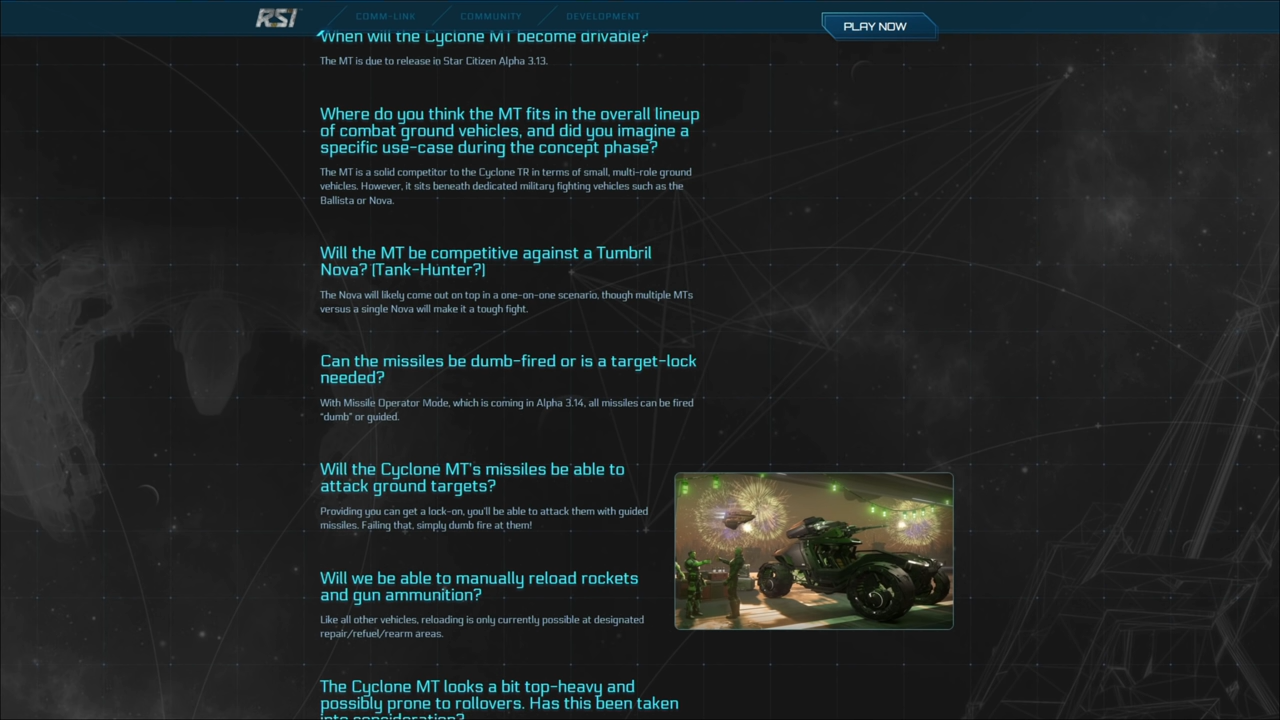 RSI
COMM-LINK
COMMUNITY
DEVELOPMENT
PLAY NOW
When will the Cyclone MT become drivable?
The MT is due to release in Star Citizen Alpha 3.13.
Where do you think the MT fits in the overall lineup
of combat ground vehicles, and did you imagine a
specific use-case during the concept phase?
The MT is a solid competitor to the Cyclone TR in terms of small, multi-role ground
vehicles. However, it sits beneath dedicated military fighting vehicles such as the
Ballista or Nova.
Will the MT be competitive against a Tumbril
Nova? (Tank-Hunter?)
The Nova will likely come out on top in a one-on-one scenario, though multiple MTs
versus a single Nova will make it a tough fight.
Can the missiles be dumb-fired or is a target-lock
needed?
With Missile Operator Mode, which is coming in Alpha 3.14, all missiles can be fired
"dumb" or guided.
Will the Cyclone MT's missiles be able to
attack ground targets?
Providing you can get a lock-on, you'll be able to attack them with guided
missiles. Failing that, simply dumb fire at them!
Will we be able to manually reload rockets
and gun ammunition?
Like all other vehicles, reloading is only currently possible at designated
repair/refuel/rearm areas.
The Cyclone MT looks a bit top-heavy and
possibly prone to rollovers. Has this been taken
into consideration?